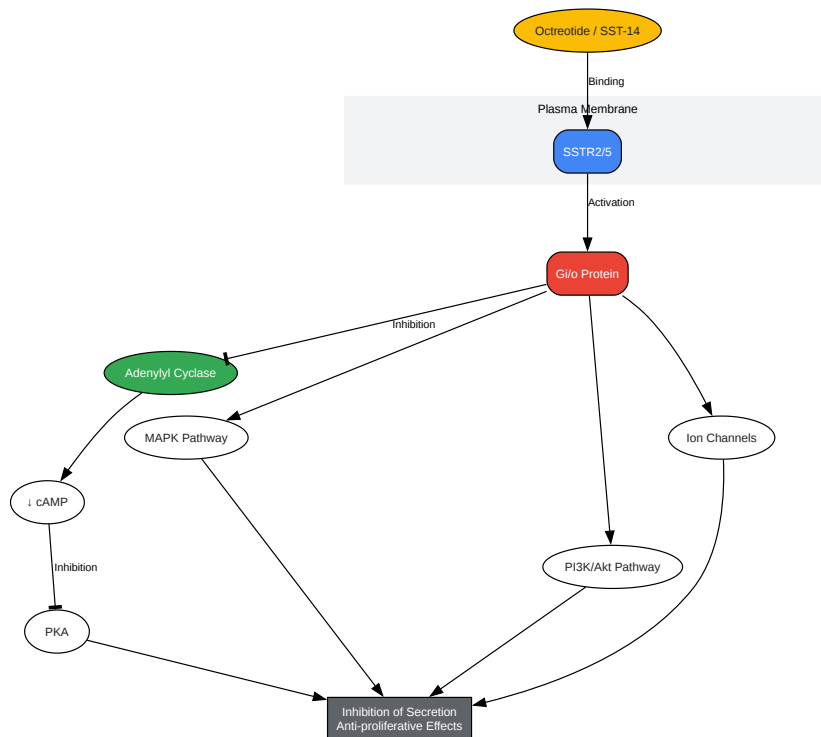 Octreotide / SST-14
Binding
Plasma Membrane
SSTR2/5
Activation
Gi/o Protein
Inhibition
Adenylyl Cyclase
MAPK Pathway
Ion Channels
↓ cAMP
Inhibition
PI3K/Akt Pathway
PKA
Inhibition of Secretion
Anti-proliferative Effects